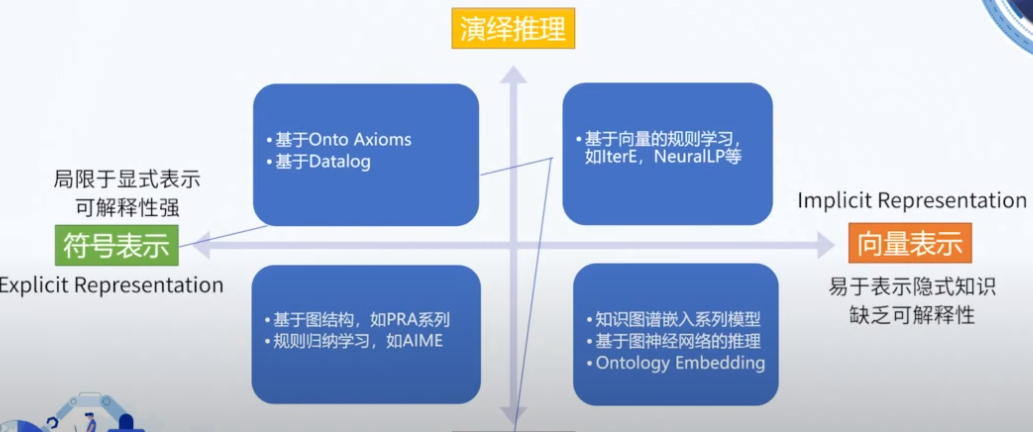 演绎推理
• 基于Onto Axioms
• 基于Datalog
• 基于向量的规则学习，
如IterE，NeuralLP等
局限于显式表示
可解释性强
符号表示
Explicit Representation
Implicit Representation
向量表示
易于表示隐式知识
缺乏可解释性
• 基于图结构，如PRA系列
• 规则归纳学习，如AIME
• 知识图谱嵌入系列模型
• 基于图神经网络的推理
• Ontology Embedding